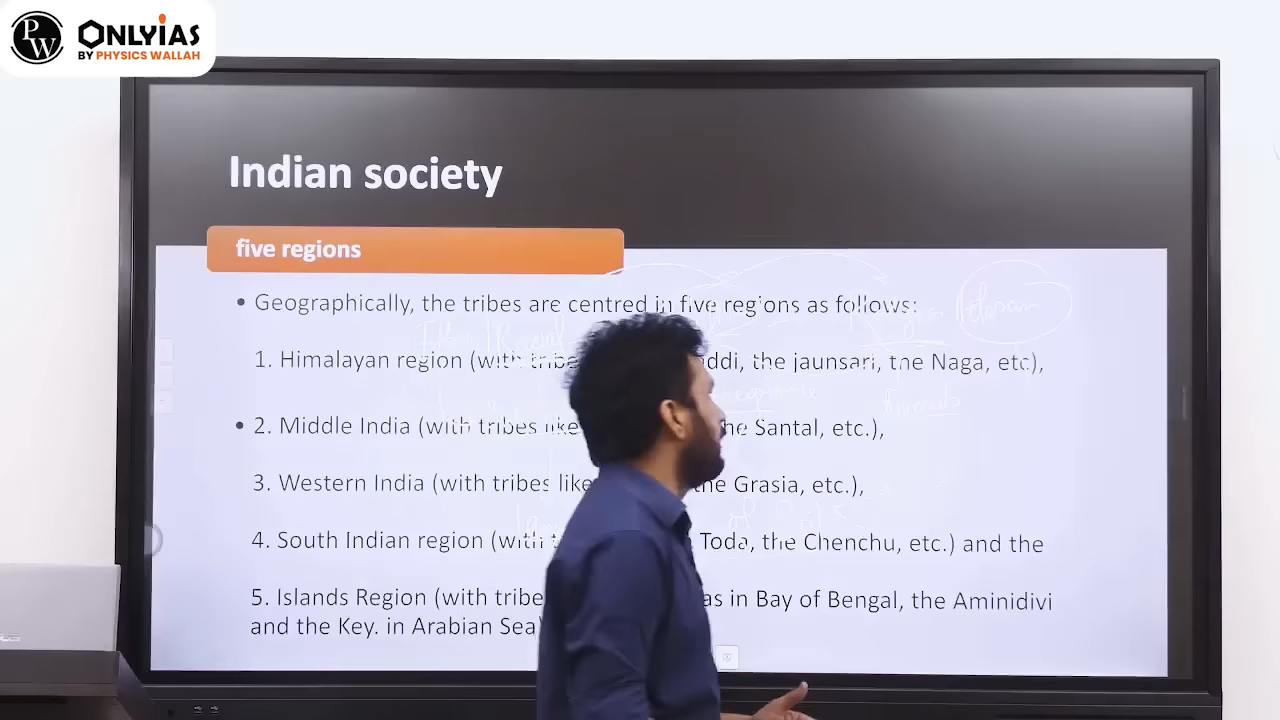 PW
ONLYIAS
BY PHYSICS WALLAH
Indian society
five regions
• Geographically, the tribes are centred in five regions as follows:
1. Himalayan region (with tribe ddi, the jaunsari, the Naga, etc),
• 2. Middle India (with tribes like he Santal, etc.),
3. Western India (with tribes like the Grasia, etc.),
4. South Indian region (with t Toda, the Chenchu, etc.) and the
5. Islands Region (with tribe as in Bay of Bengal, the Aminidivi
and the Key. in Arabian Sea)